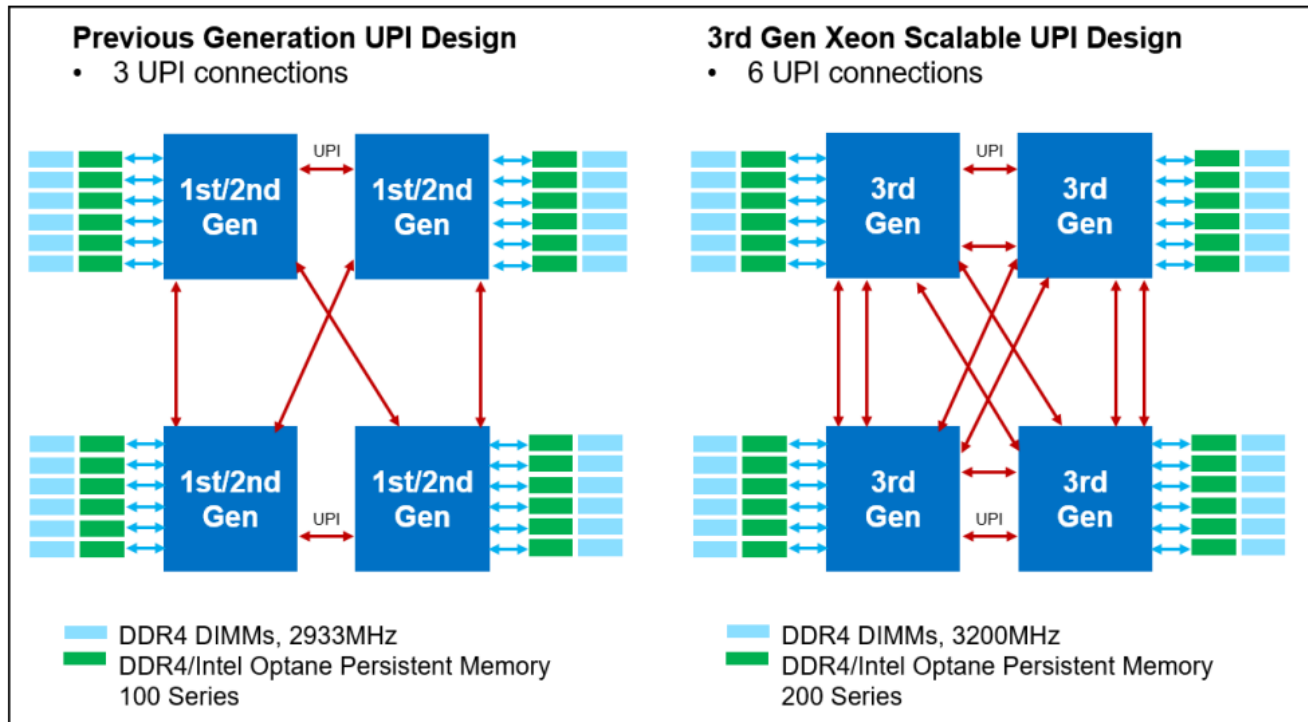 Previous Generation UPI Design
• 3 UPI connections
UPI
1st/2nd
Gen
1st/2nd
Gen
1st/2nd
Gen
1st/2nd
Gen
UPI
DDR4 DIMMs, 2933MHz
DDR4/Intel Optane Persistent Memory
100 Series
3rd Gen Xeon Scalable UPI Design
• 6 UPI connections
UPI
3rd
Gen
3rd
Gen
3rd
Gen
3rd
Gen
UPI
DDR4 DIMMs, 3200MHz
DDR4/Intel Optane Persistent Memory
200 Series